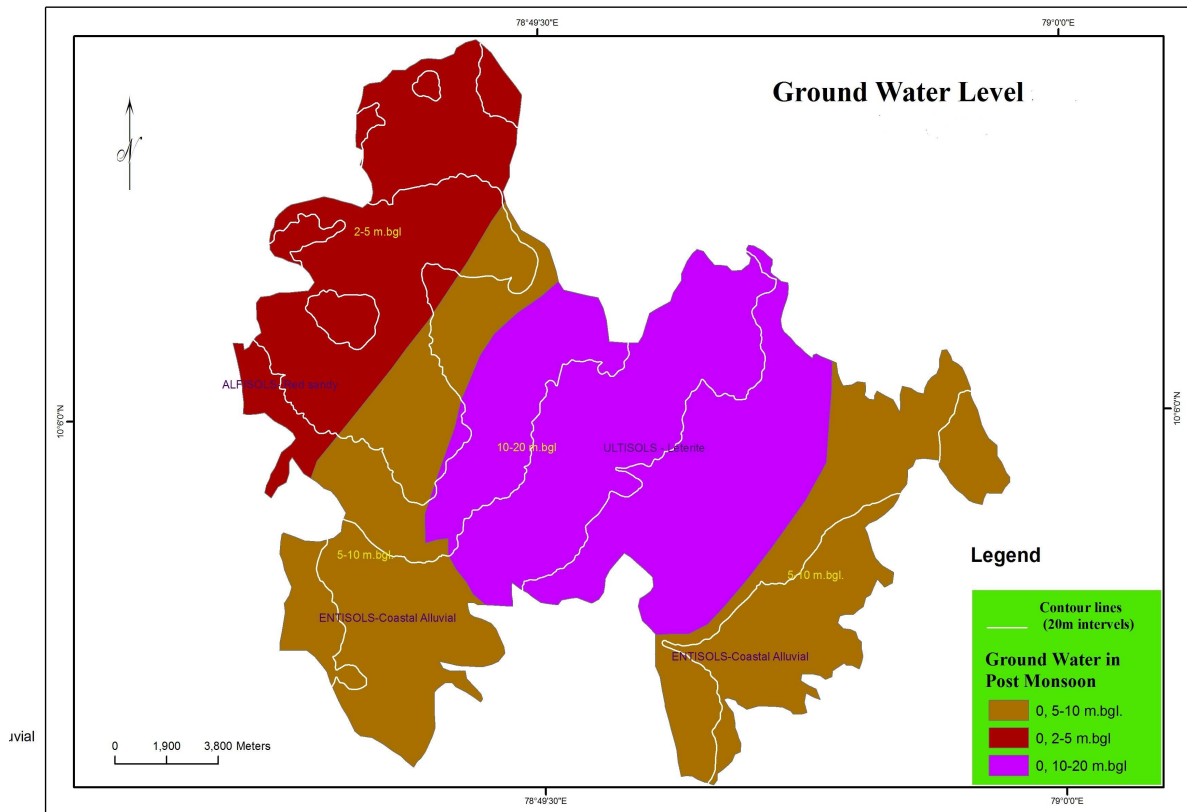 78°49'30"E
79°0'0"E
Ground Water Level
N
2-5 m.bgl
ALFISOLS - Red sandy
10°6'0"N
10°6'0"N
10-20 m.bgl
ULTISOLS - Leterite
5-10 m.bgl.
5-10 m.bgl.
ENTISOLS-Coastal Alluvial
ENTISOLS-Coastal Alluvial
Legend
Contour lines
(20m intervels)
Ground Water in
Post Monsoon
0, 5-10 m.bgl.
0, 2-5 m.bgl
0, 10-20 m.bgl
uvial
0 1,900 3,800 Meters
78°49'30"E
79°0'0"E